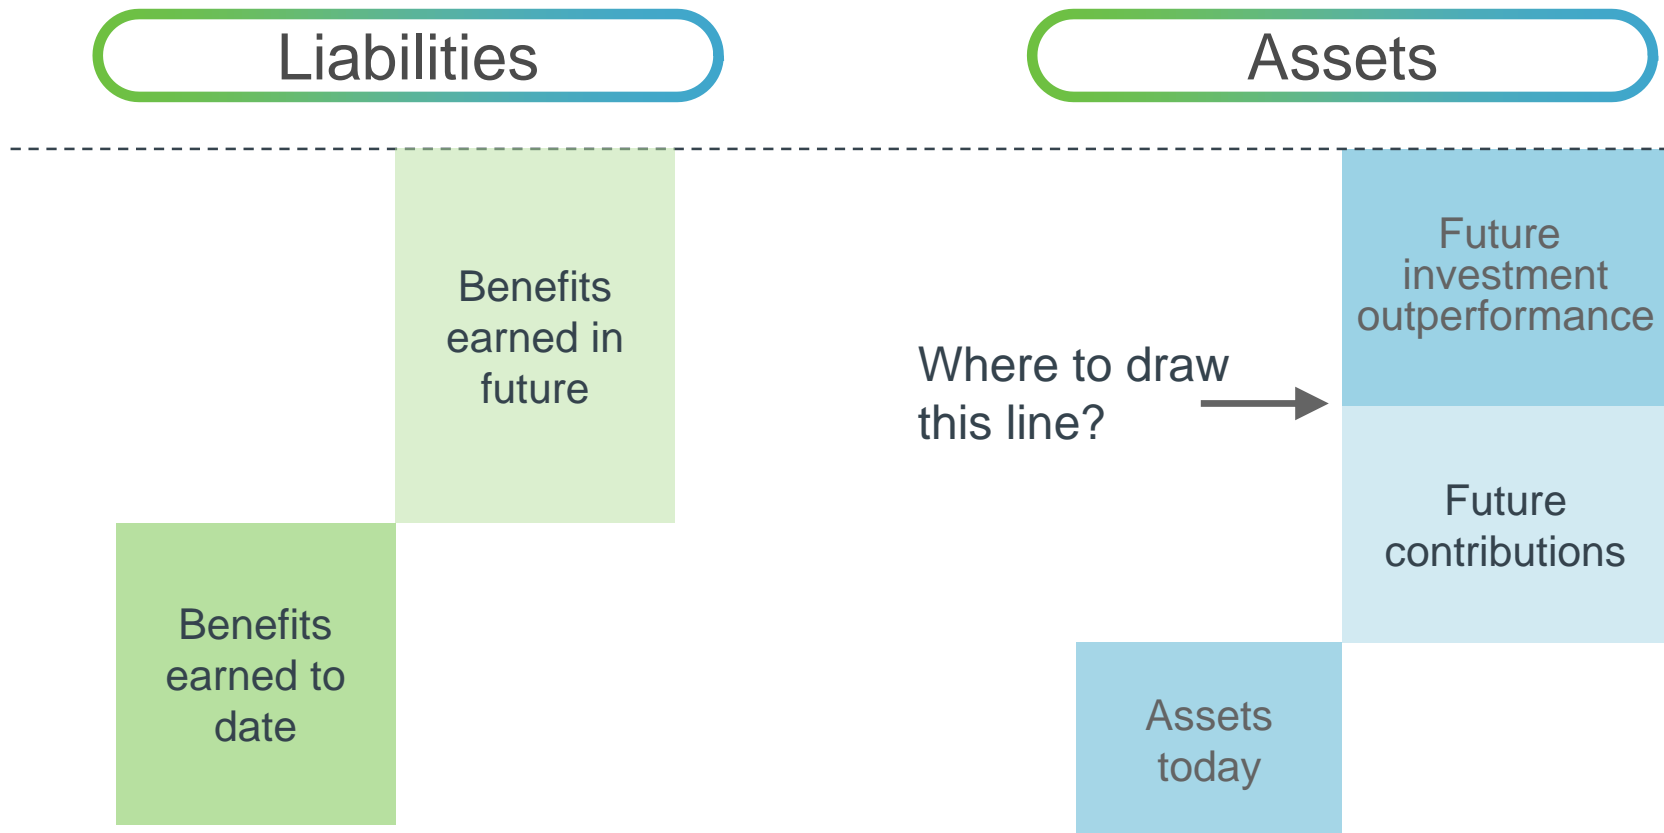 Liabilities
Assets
Benefits
earned in
future
Benefits
earned to
date
Where to draw
this line?
Future
investment
outperformance
Future
contributions
Assets
today